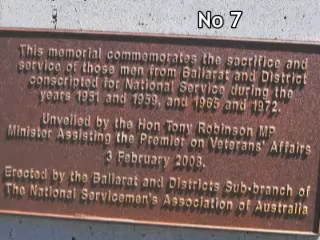 No 7
This memorial commemorates the sacrifice and
service of those men from Ballarat and District
conscripted for National Service during the
years 1951 and 1959, and 1965 and 1972.
Unveiled by the Hon Tony Robinson MP
Minister Assisting the Premier on Veterans' Affairs
3 February 2008.
Erected by the Ballarat and Districts Sub-branch of
The National Servicemen's Association of Australia